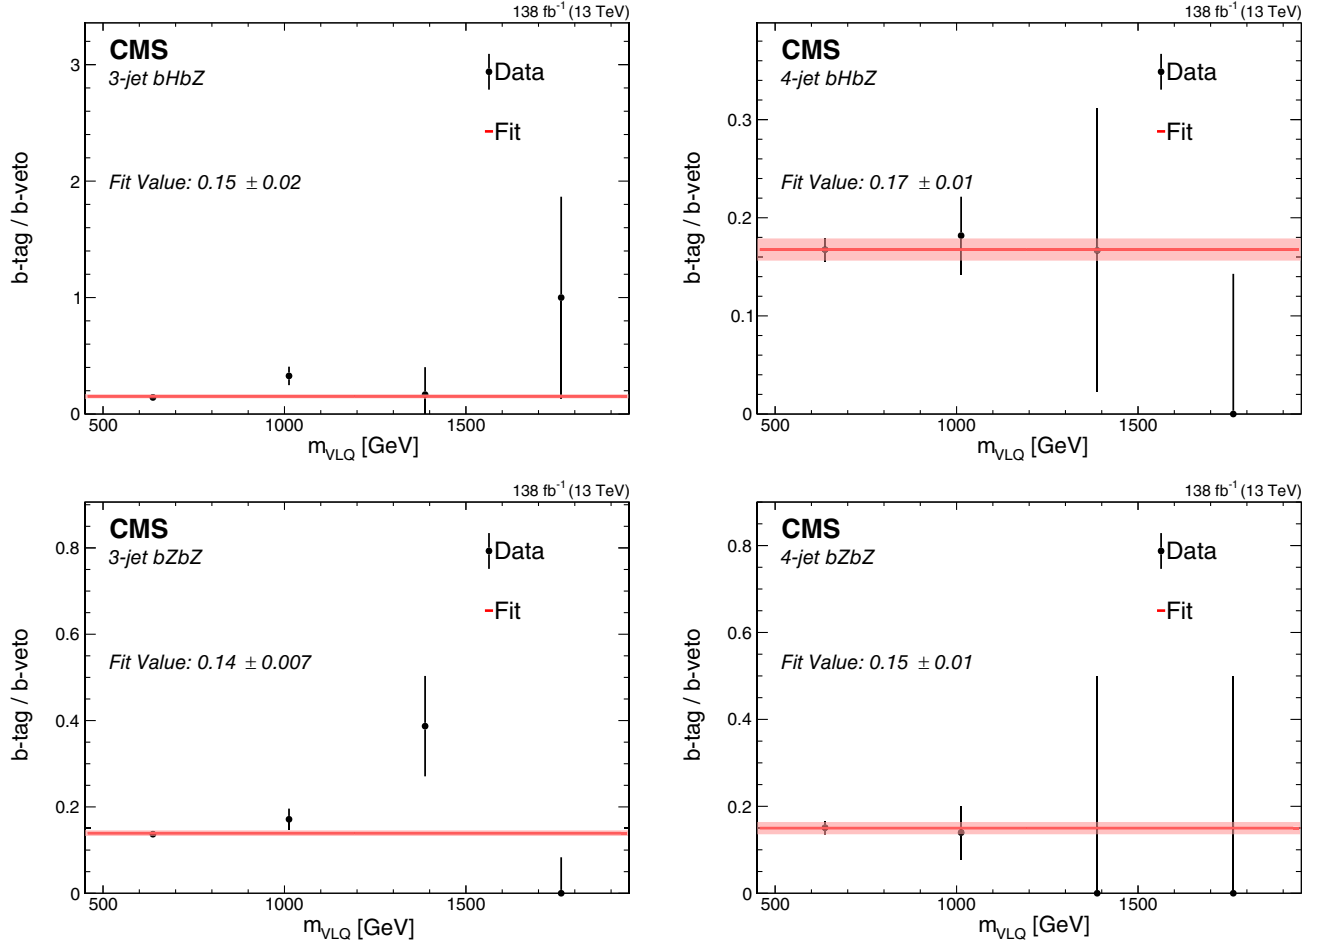 138 fb⁻¹ (13 TeV)
CMS
3-jet bHbZ
Data
Fit
Fit Value: 0.15 ± 0.02
b-tag / b-veto
3
2
1
0
500 1000 1500
m_VLQ [GeV]
138 fb⁻¹ (13 TeV)
CMS
4-jet bHbZ
Data
Fit
Fit Value: 0.17 ± 0.01
b-tag / b-veto
0.3
0.2
0.1
0
500 1000 1500
m_VLQ [GeV]
138 fb⁻¹ (13 TeV)
CMS
3-jet bZbZ
Data
Fit
Fit Value: 0.14 ± 0.007
b-tag / b-veto
0.8
0.6
0.4
0.2
0
500 1000 1500
m_VLQ [GeV]
138 fb⁻¹ (13 TeV)
CMS
4-jet bZbZ
Data
Fit
Fit Value: 0.15 ± 0.01
b-tag / b-veto
0.8
0.6
0.4
0.2
0
500 1000 1500
m_VLQ [GeV]